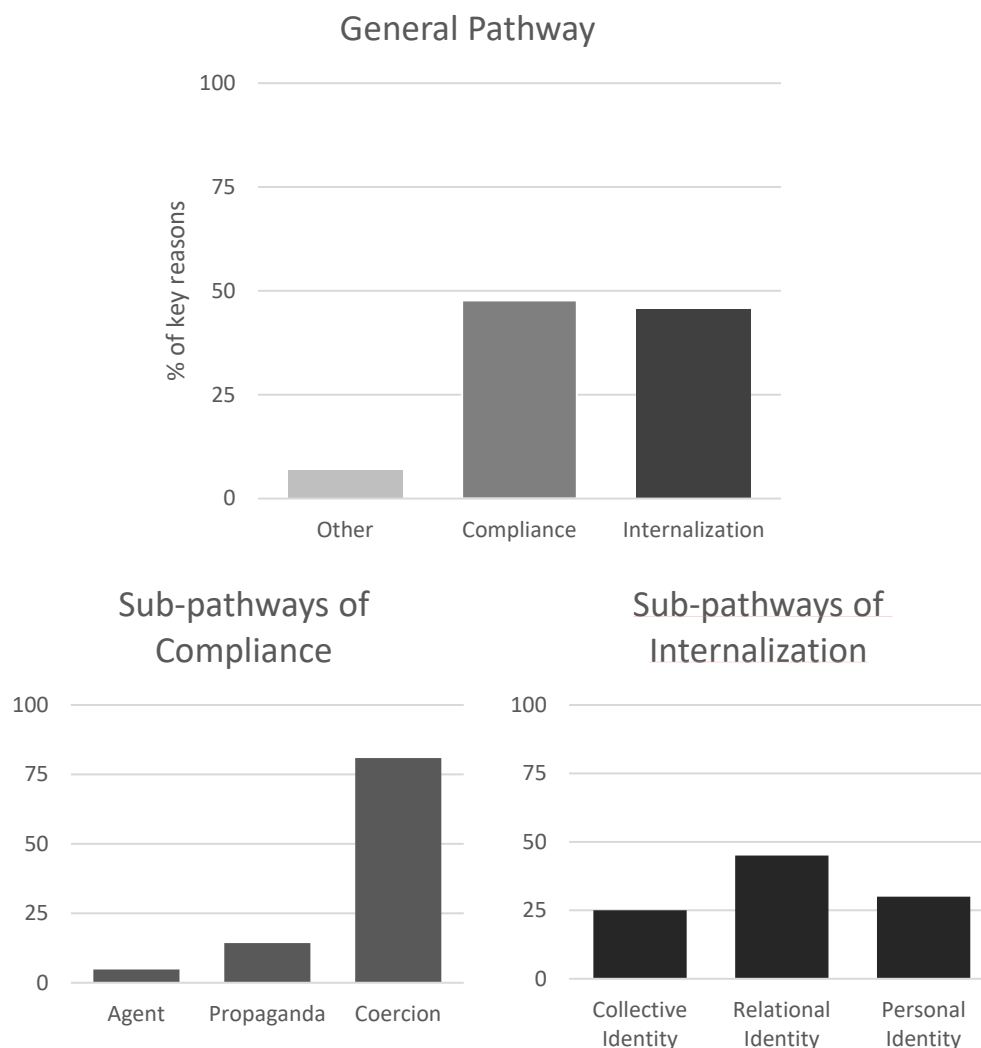 General Pathway
100
75
50
25
0
% of key reasons
Other Compliance Internalization
Sub-pathways of
Compliance
100
75
50
25
0
Agent Propaganda Coercion
Sub-pathways of
Internalization
100
75
50
25
0
Collective
Identity
Relational
Identity
Personal
Identity